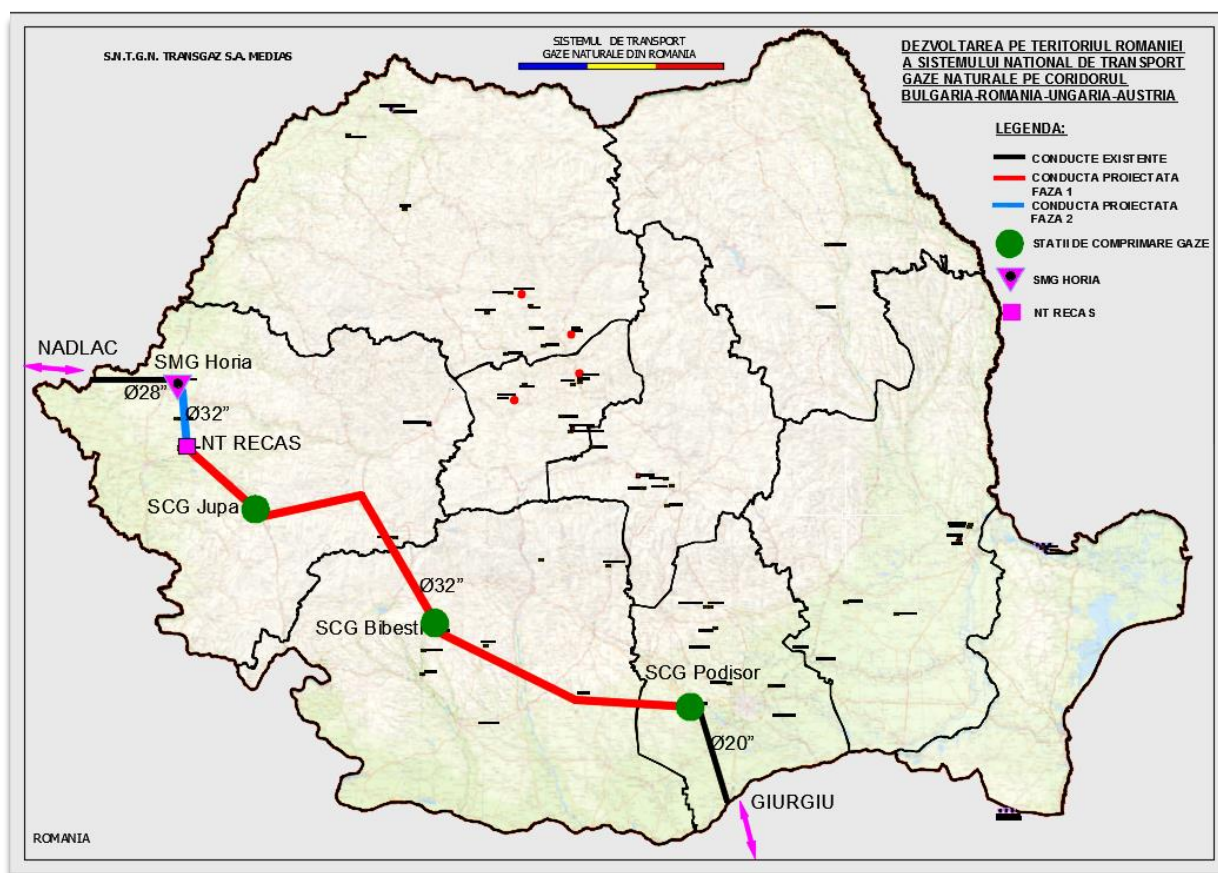 S.N.T.G.N. TRANSGAZ S.A. MEDIAS
SISTEMUL DE TRANSPORT
GAZE NATURALE DIN ROMANIA
DEZVOLTAREA PE TERITORIUL ROMANIEI
A SISTEMULUI NATIONAL DE TRANSPORT
GAZE NATURALE PE CORIDORUL
BULGARIA-ROMANIA-UNGARIA-AUSTRIA
LEGENDA:
CONDUCTE EXISTENTE
CONDUCTA PROIECTATA
FAZA 1
CONDUCTA PROIECTATA
FAZA 2
STATII DE COMPRIMARE GAZE
SMG HORIA
NT RECAS
NADLAC
SMG Horia
Ø28”
Ø32”
NT RECAS
SCG Jupa
Ø32”
SCG Bibesti
SCG Podisor
Ø20”
GIURGIU
ROMANIA